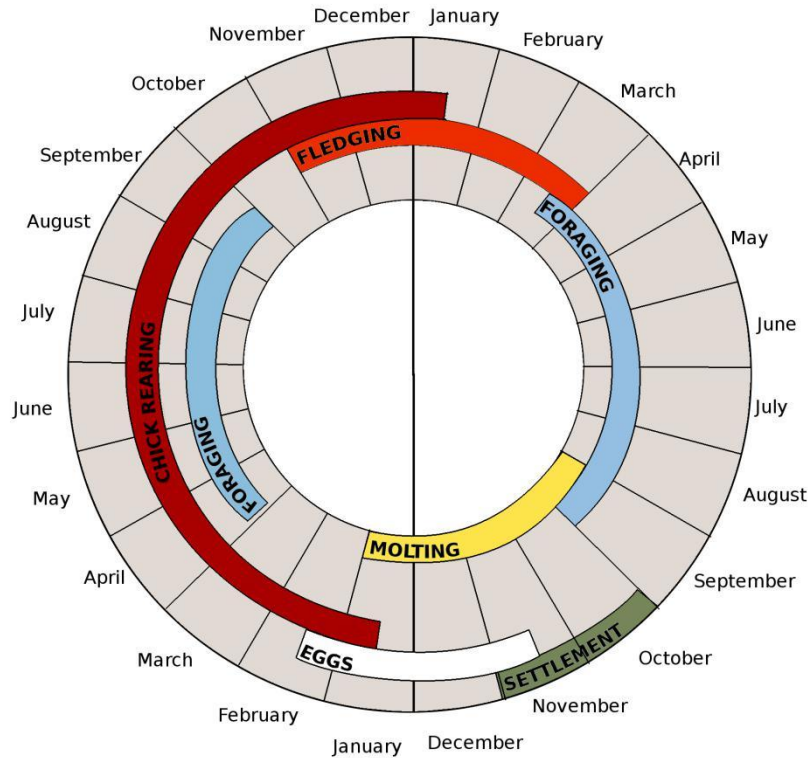 December
January
November
February
October
March
FLEDGING
September
April
FORAGING
August
May
July
June
CHICK REARING
June
July
FORAGING
May
August
MOLTING
April
September
EGGS
SETTLEMENT
March
October
February
November
January
December